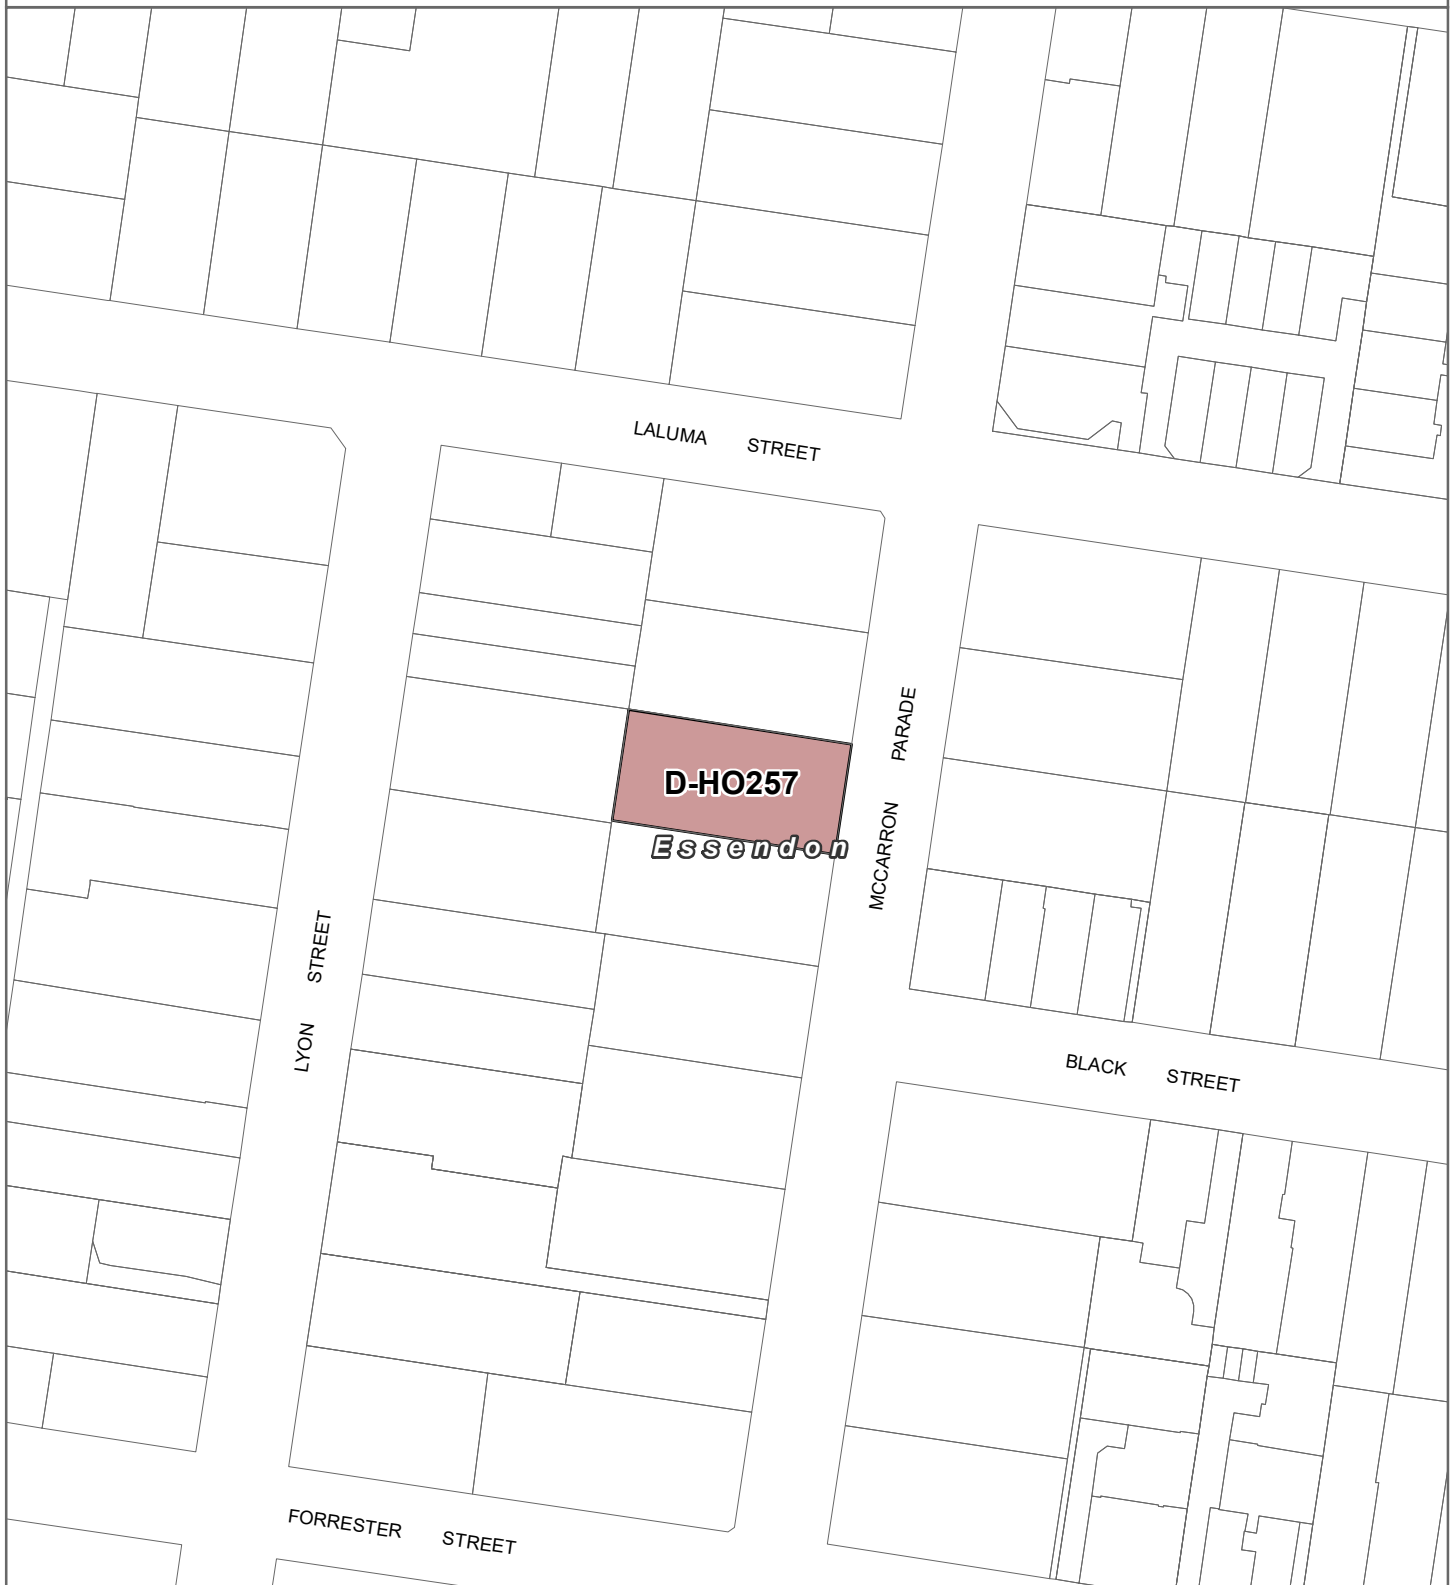 LALUMA STREET
MCCARRON PARADE
D-HO257
Essendon
LYON STREET
BLACK STREET
FORRESTER STREET